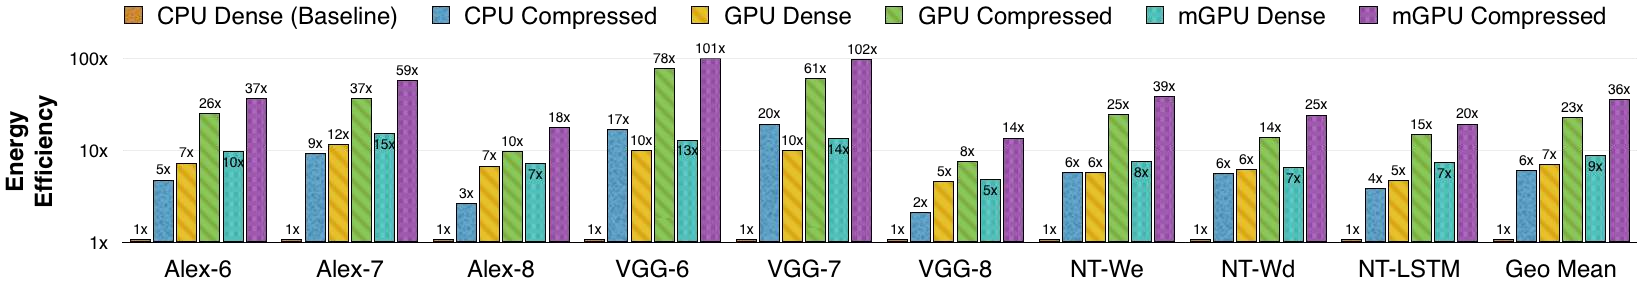 CPU Dense (Baseline) CPU Compressed GPU Dense GPU Compressed mGPU Dense mGPU Compressed
Energy
Efficiency
100x
10x
1x
1x 5x 7x 26x 10x 37x
1x 9x 12x 37x 15x 59x
1x 3x 7x 10x 7x 18x
1x 17x 10x 78x 13x 101x
1x 20x 10x 61x 14x 102x
1x 2x 5x 8x 5x 14x
1x 6x 6x 25x 8x 39x
1x 6x 6x 14x 7x 25x
1x 4x 5x 15x 7x 20x
1x 6x 7x 23x 9x 36x
Alex-6 Alex-7 Alex-8 VGG-6 VGG-7 VGG-8 NT-We NT-Wd NT-LSTM Geo Mean